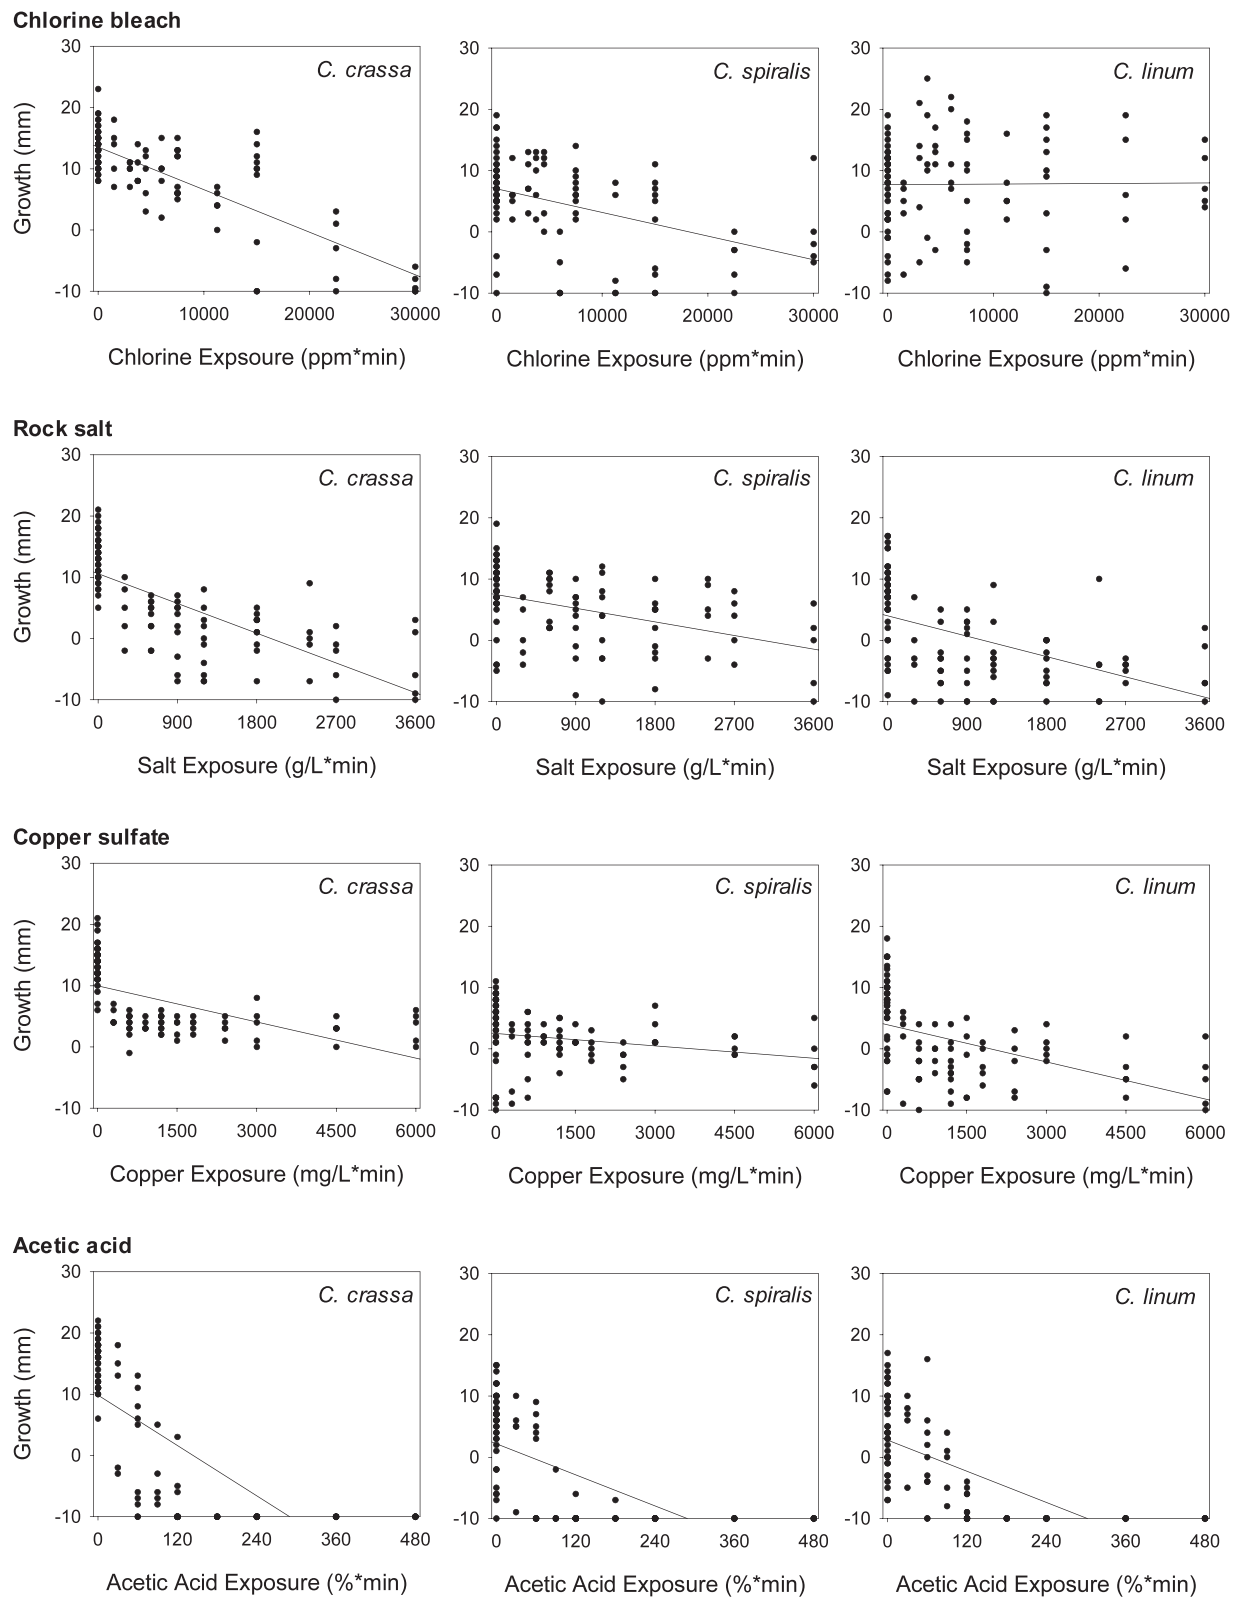 Chlorine bleach
30
20
10
0
-10
Growth (mm)
C. crassa
0 10000 20000 30000
Chlorine Expsoure (ppm*min)
30
20
10
0
-10
C. spiralis
0 10000 20000 30000
Chlorine Exposure (ppm*min)
30
20
10
0
-10
C. linum
0 10000 20000 30000
Chlorine Exposure (ppm*min)
Rock salt
30
20
10
0
-10
Growth (mm)
C. crassa
0 900 1800 2700 3600
Salt Exposure (g/L*min)
30
20
10
0
-10
C. spiralis
0 900 1800 2700 3600
Salt Exposure (g/L*min)
30
20
10
0
-10
C. linum
0 900 1800 2700 3600
Salt Exposure (g/L*min)
Copper sulfate
30
20
10
0
-10
Growth (mm)
C. crassa
0 1500 3000 4500 6000
Copper Exposure (mg/L*min)
30
20
10
0
-10
C. spiralis
0 1500 3000 4500 6000
Copper Exposure (mg/L*min)
30
20
10
0
-10
C. linum
0 1500 3000 4500 6000
Copper Exposure (mg/L*min)
Acetic acid
30
20
10
0
-10
Growth (mm)
C. crassa
0 120 240 360 480
Acetic Acid Exposure (%*min)
30
20
10
0
-10
C. spiralis
0 120 240 360 480
Acetic Acid Exposure (%*min)
30
20
10
0
-10
C. linum
0 120 240 360 480
Acetic Acid Exposure (%*min)